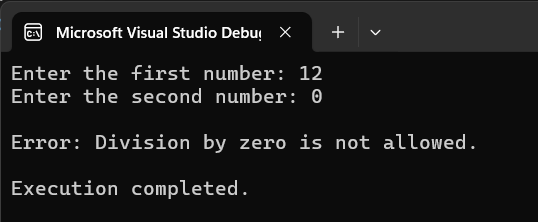 Microsoft Visual Studio Debug
Enter the first number: 12
Enter the second number: 0
Error: Division by zero is not allowed.
Execution completed.